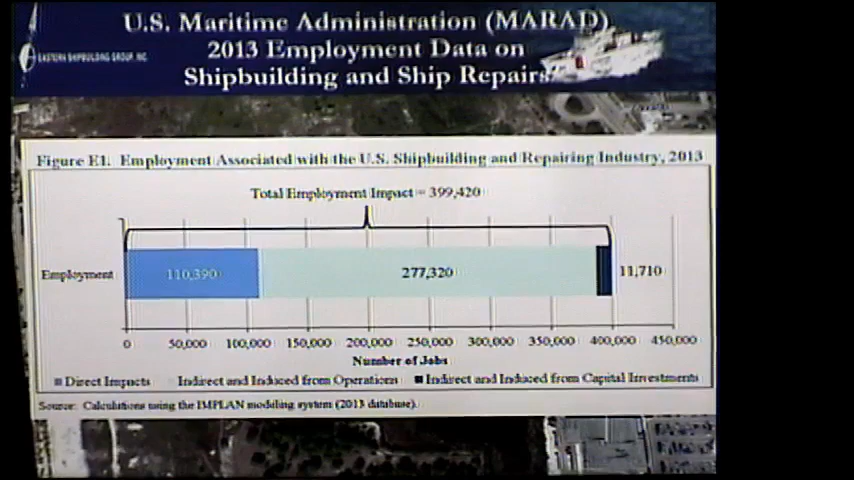 U.S. Maritime Administration (MARAD)
2013 Employment Data on
Shipbuilding and Ship Repairs
EASTERN SHIPBUILDING GROUP, INC.
Figure E1. Employment Associated with the U.S. Shipbuilding and Repairing Industry, 2013
Total Employment Impact = 399,420
Employment
110,390
277,320
11,710
0 50,000 100,000 150,000 200,000 250,000 300,000 350,000 400,000 450,000
Number of Jobs
Direct Impacts Indirect and Induced from Operations Indirect and Induced from Capital Investments
Source: Calculations using the IMPLAN modeling system (2013 database).